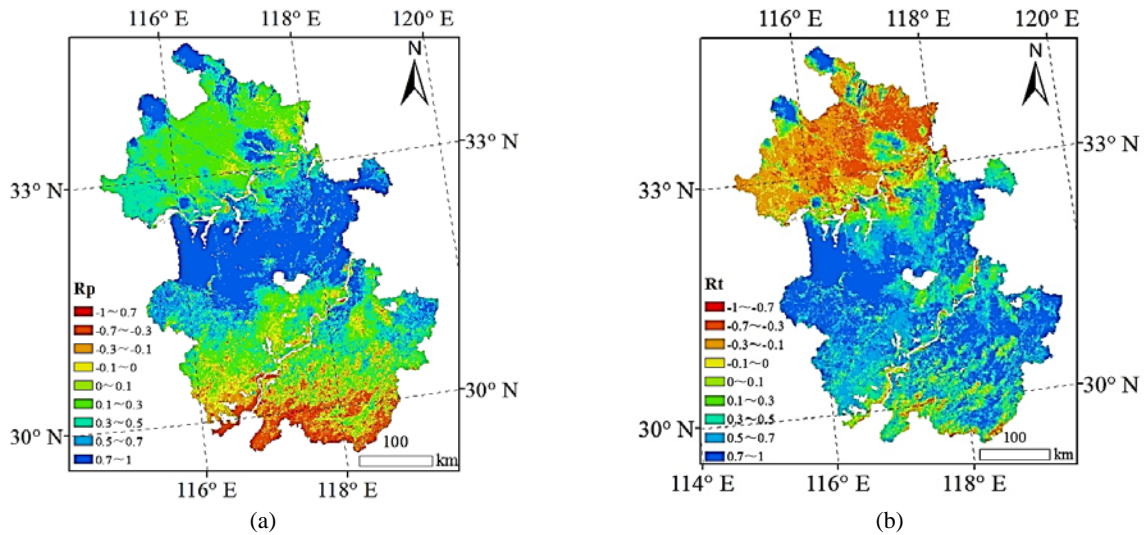 116° E 118° E 120° E
N
33° N
33° N
Rp
-1～0.7
-0.7～-0.3
-0.3～-0.1
-0.1～0
0～0.1
0.1～0.3
0.3～0.5
0.5～0.7
0.7～1
30° N
30° N
100
km
116° E 118° E
(a)
116° E 118° E 120° E
N
33° N
33° N
Rt
-1～-0.7
-0.7～-0.3
-0.3～-0.1
-0.1～0
0～0.1
0.1～0.3
0.3～0.5
0.5～0.7
0.7～1
30° N
30° N
100
km
114° E 116° E 118° E
(b)